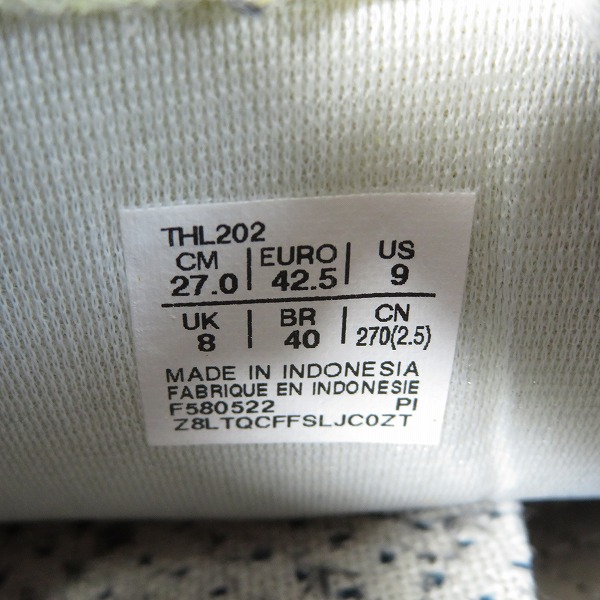 THL202
CM | EURO | US
27.0 | 42.5 | 9
UK | BR | CN
8 | 40 | 270(2.5)
MADE IN INDONESIA
FABRIQUE EN INDONESIE
F580522 PI
Z8LTQCFFSLJC0ZT